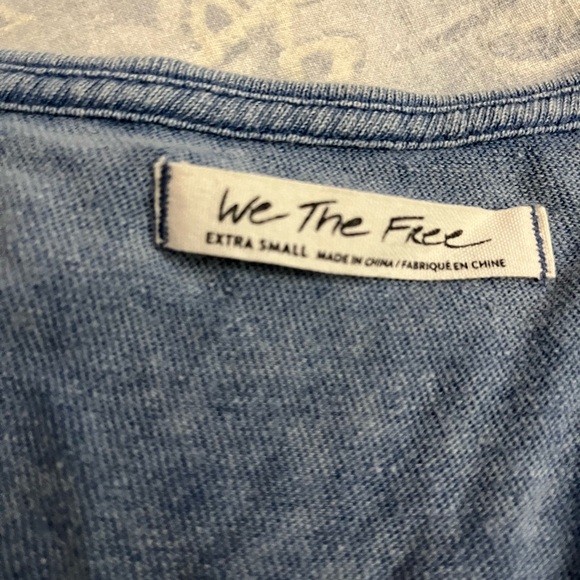 We The Free
EXTRA SMALL MADE IN CHINA / FABRIQUÉ EN CHINE